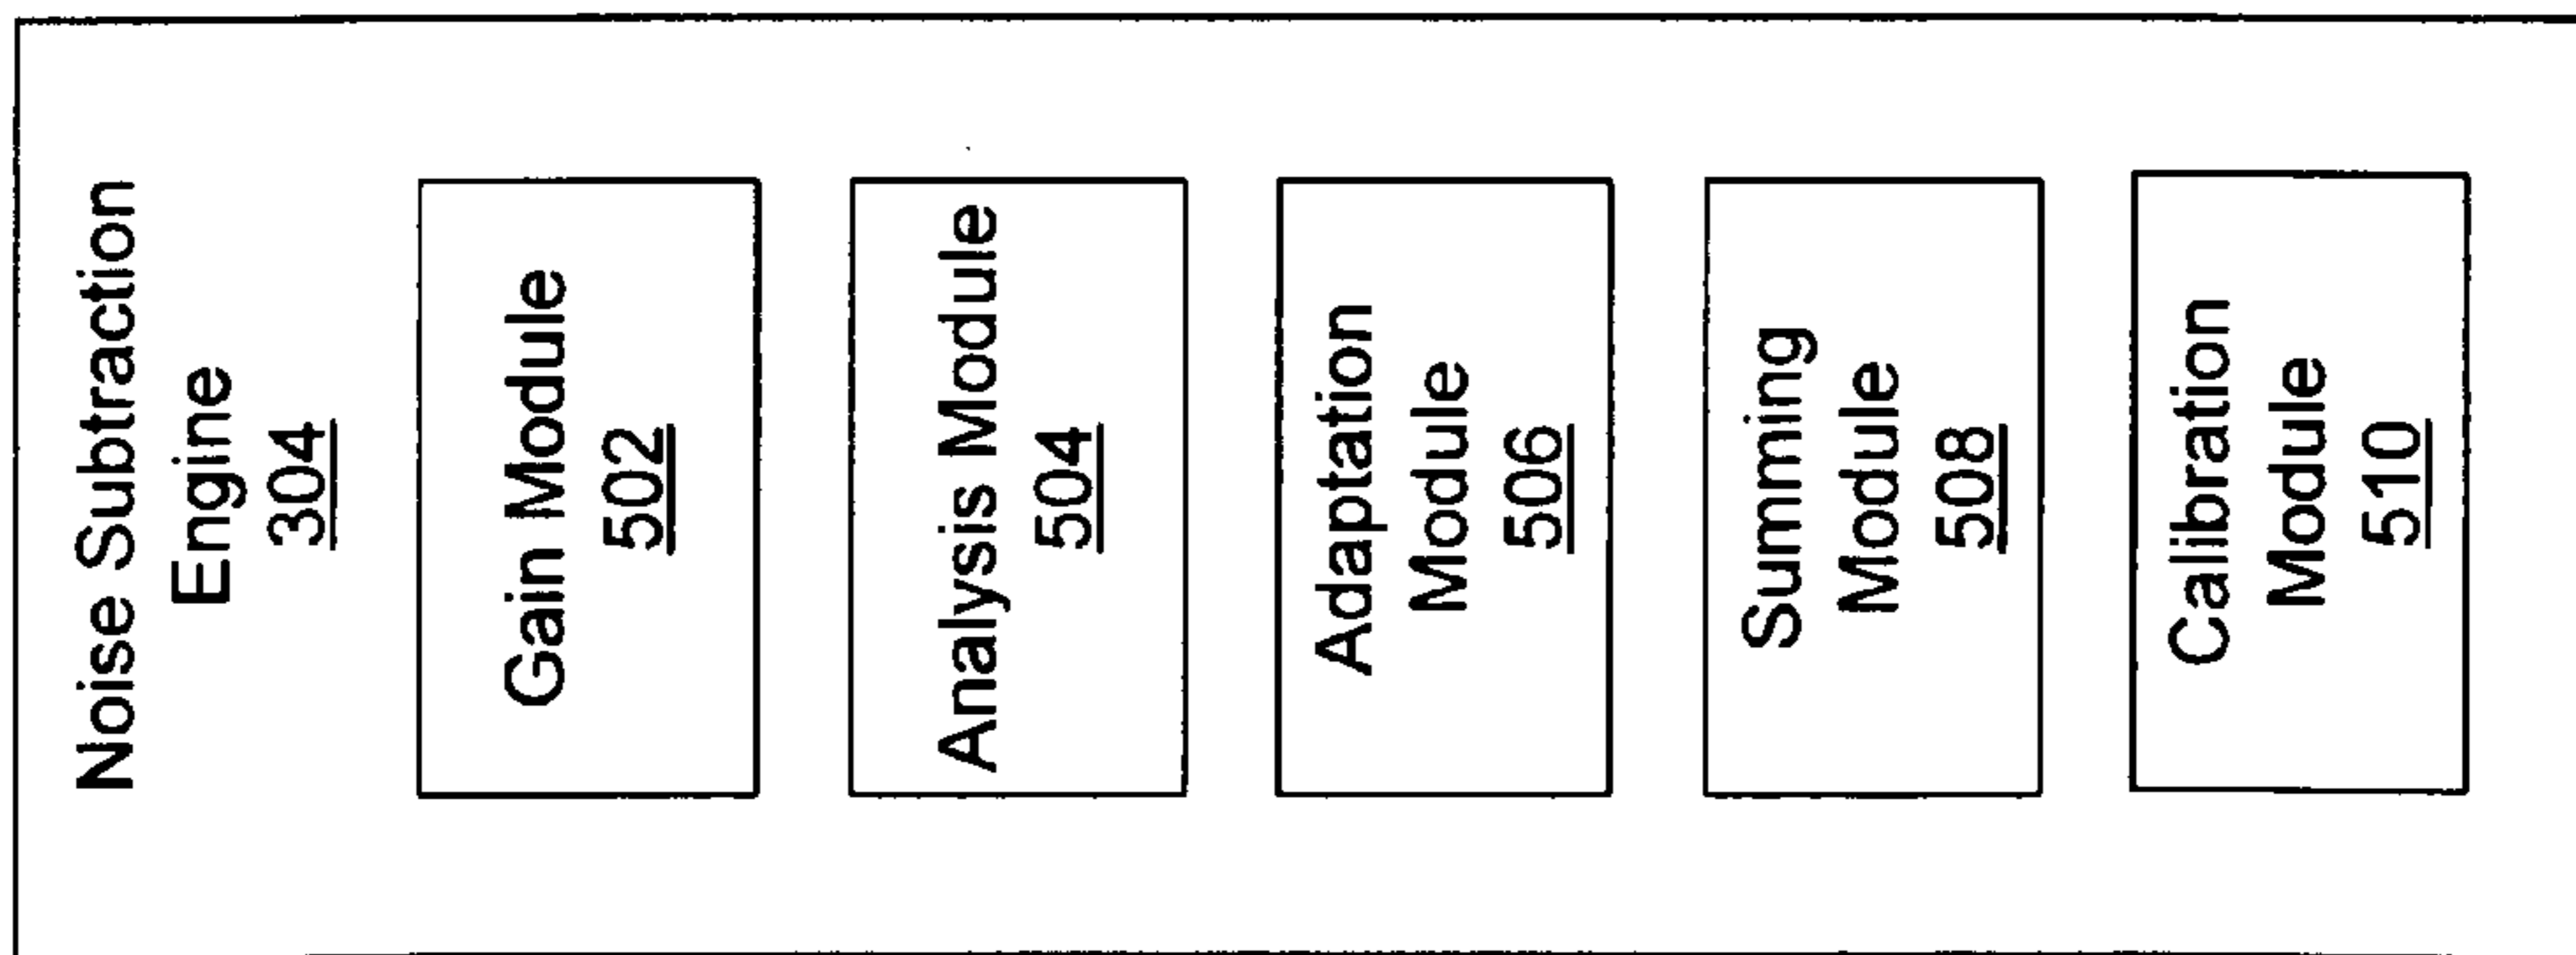 Noise Subtraction
Engine
304
Gain Module
502
Analysis Module
504
Adaptation
Module
506
Summing
Module
508
Calibration
Module
510